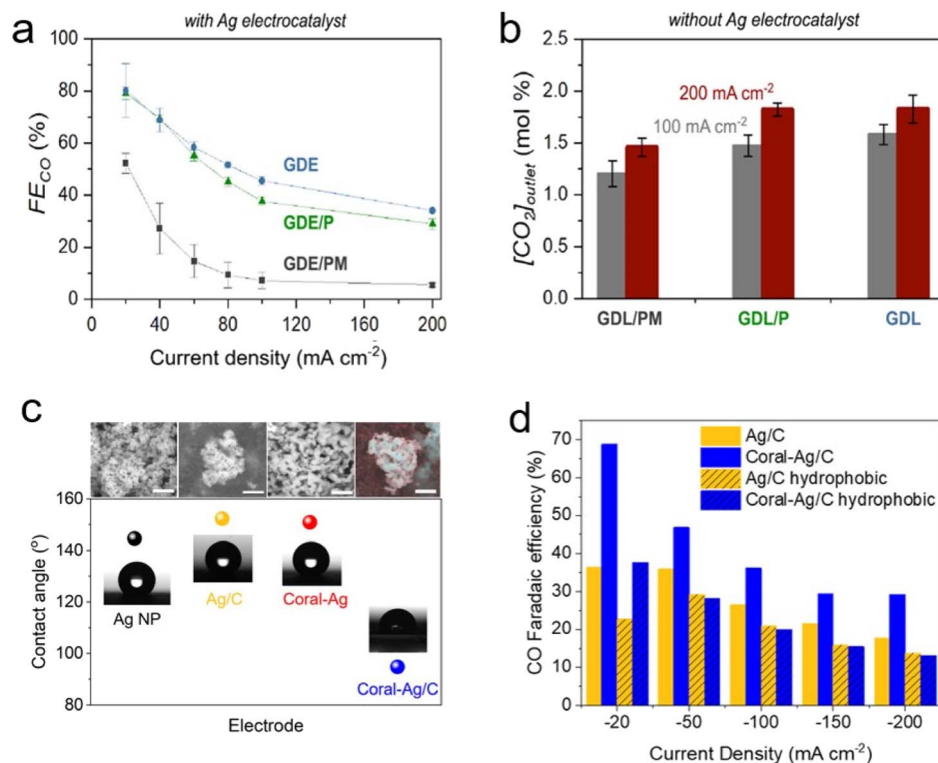 a
with Ag electrocatalyst
FE_CO (%)
100
80
60
40
20
0
GDE
GDE/P
GDE/PM
0 40 80 120 160 200
Current density (mA cm⁻²)
b
without Ag electrocatalyst
[CO₂]outlet (mol %)
2.5
2.0
1.5
1.0
0.5
0.0
200 mA cm⁻²
100 mA cm⁻²
GDL/PM GDL/P GDL
c
Contact angle (°)
160
140
120
100
80
Ag NP
Ag/C
Coral-Ag
Coral-Ag/C
Electrode
d
CO Faradaic efficiency (%)
70
60
50
40
30
20
10
0
Ag/C
Coral-Ag/C
Ag/C hydrophobic
Coral-Ag/C hydrophobic
-20 -50 -100 -150 -200
Current Density (mA cm⁻²)